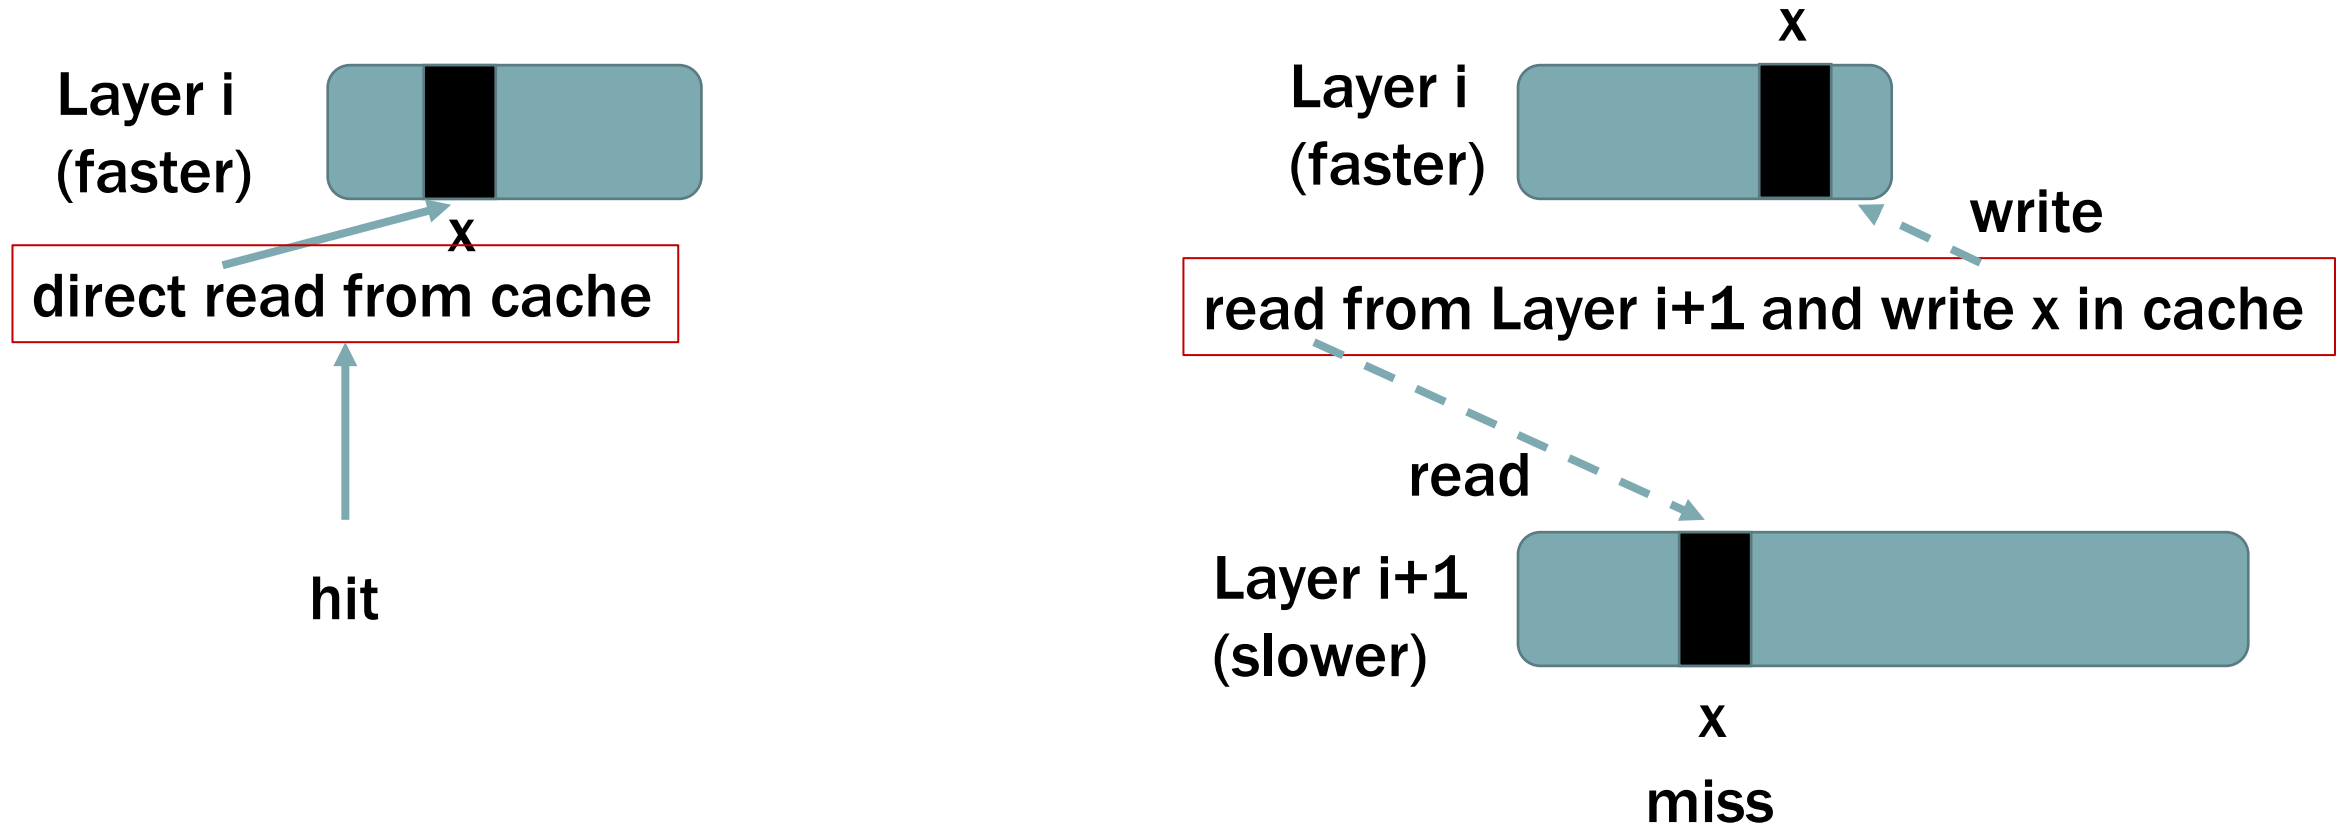 Layer i
(faster)
x
direct read from cache
hit
x
Layer i
(faster)
write
read from Layer i+1 and write x in cache
read
Layer i+1
(slower)
x
miss